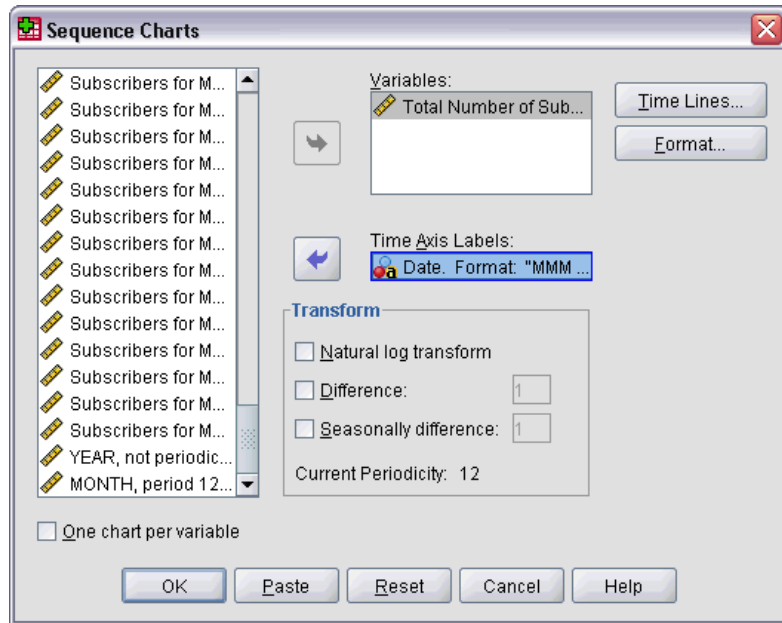 Sequence Charts
Subscribers for M...
Subscribers for M...
Subscribers for M...
Subscribers for M...
Subscribers for M...
Subscribers for M...
Subscribers for M...
Subscribers for M...
Subscribers for M...
Subscribers for M...
Subscribers for M...
Subscribers for M...
Subscribers for M...
Subscribers for M...
YEAR, not periodic...
MONTH, period 12...
One chart per variable
Variables:
Total Number of Sub...
Time Axis Labels:
a Date. Format: "MMM ...
Transform
Natural log transform
Difference: 1
Seasonally difference: 1
Current Periodicity: 12
Time Lines...
Format...
OK Paste Reset Cancel Help